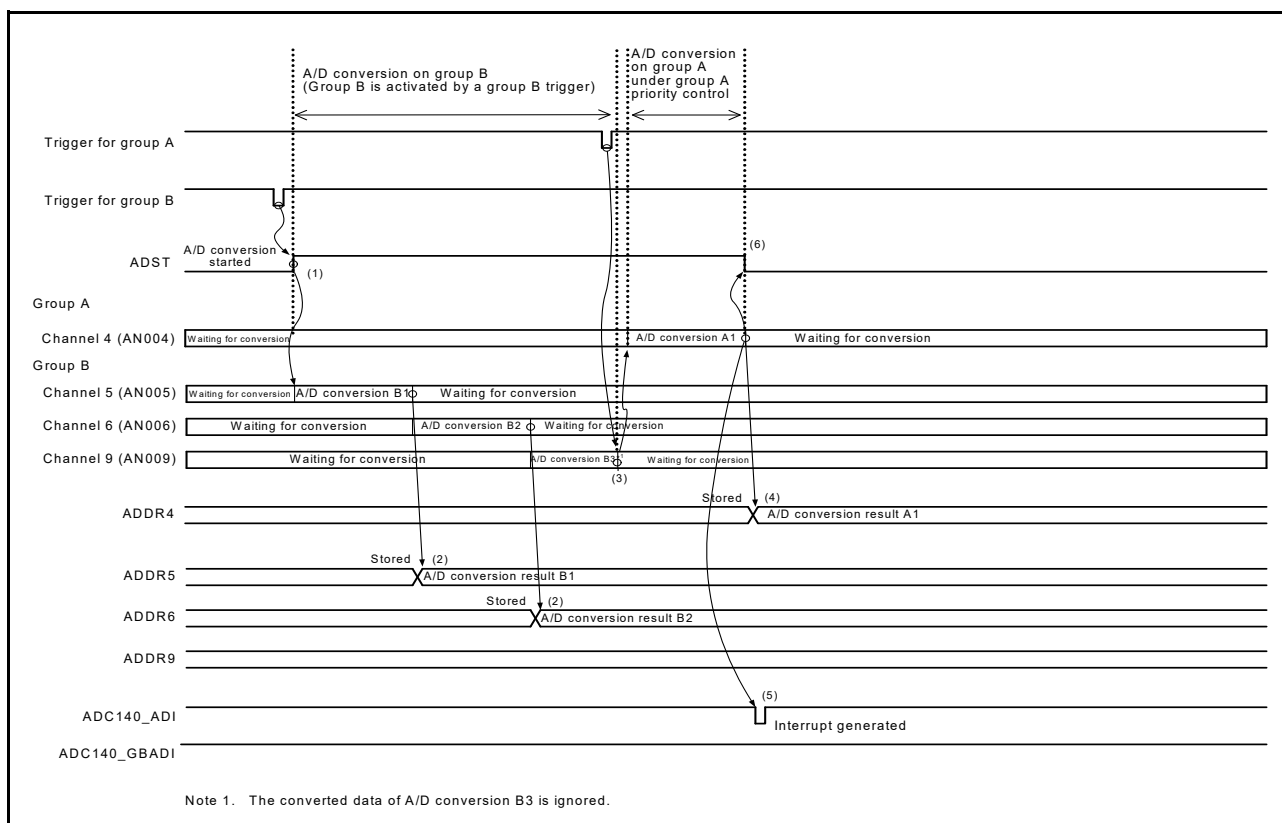 A/D conversion on group B
(Group B is activated by a group B trigger)
A/D conversion
on group A
under group A
priority control
Trigger for group A
Trigger for group B
A/D conversion
started
ADST
(1)
(6)
Group A
Channel 4 (AN004)
Waiting for conversion
A/D conversion A1
Waiting for conversion
Group B
Channel 5 (AN005)
Waiting for conversion
A/D conversion B1
Waiting for conversion
Channel 6 (AN006)
Waiting for conversion
A/D conversion B2
Waiting for conversion
Channel 9 (AN009)
Waiting for conversion
A/D conversion B3*1
Waiting for conversion
(3)
Stored
(4)
ADDR4
A/D conversion result A1
Stored
(2)
ADDR5
A/D conversion result B1
Stored
(2)
ADDR6
A/D conversion result B2
ADDR9
(5)
ADC140_ADI
Interrupt generated
ADC140_GBADI
Note 1. The converted data of A/D conversion B3 is ignored.